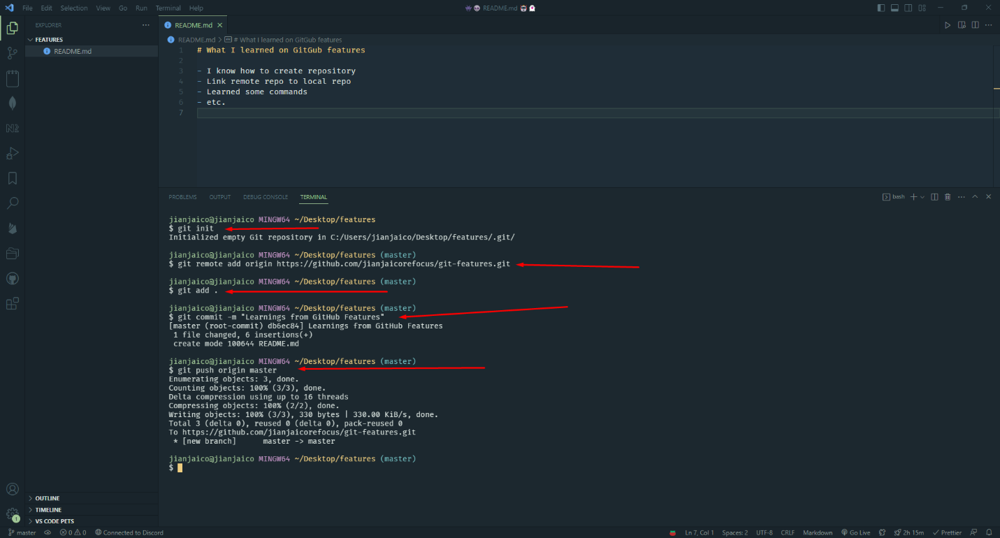 File Edit Selection View Go Run Terminal Help
README.md
EXPLORER
FEATURES
README.md
README.md
README.md > # What I learned on GitGub features
1 # What I learned on GitGub features
2
3 - I know how to create repository
4 - Link remote repo to local repo
5 - Learned some commands
6 - etc.
7
PROBLEMS OUTPUT DEBUG CONSOLE TERMINAL
bash
jianjaico@jianjaico MINGW64 ~/Desktop/features
$ git init
Initialized empty Git repository in C:/Users/jianjaico/Desktop/features/.git/
jianjaico@jianjaico MINGW64 ~/Desktop/features (master)
$ git remote add origin https://github.com/jianjaicorefocus/git-features.git
jianjaico@jianjaico MINGW64 ~/Desktop/features (master)
$ git add .
jianjaico@jianjaico MINGW64 ~/Desktop/features (master)
$ git commit -m "Learnings from GitHub Features"
[master (root-commit) db6ec84] Learnings from GitHub Features
1 file changed, 6 insertions(+)
create mode 100644 README.md
jianjaico@jianjaico MINGW64 ~/Desktop/features (master)
$ git push origin master
Enumerating objects: 3, done.
Counting objects: 100% (3/3), done.
Delta compression using up to 16 threads
Compressing objects: 100% (2/2), done.
Writing objects: 100% (3/3), 330 bytes | 330.00 KiB/s, done.
Total 3 (delta 0), reused 0 (delta 0), pack-reused 0
To https://github.com/jianjaicorefocus/git-features.git
* [new branch] master -> master
jianjaico@jianjaico MINGW64 ~/Desktop/features (master)
$
OUTLINE
TIMELINE
VS CODE PETS
master 0 0 Connected to Discord Ln 7, Col 1 Spaces: 2 UTF-8 CRLF Markdown Go Live 2h 15m Prettier